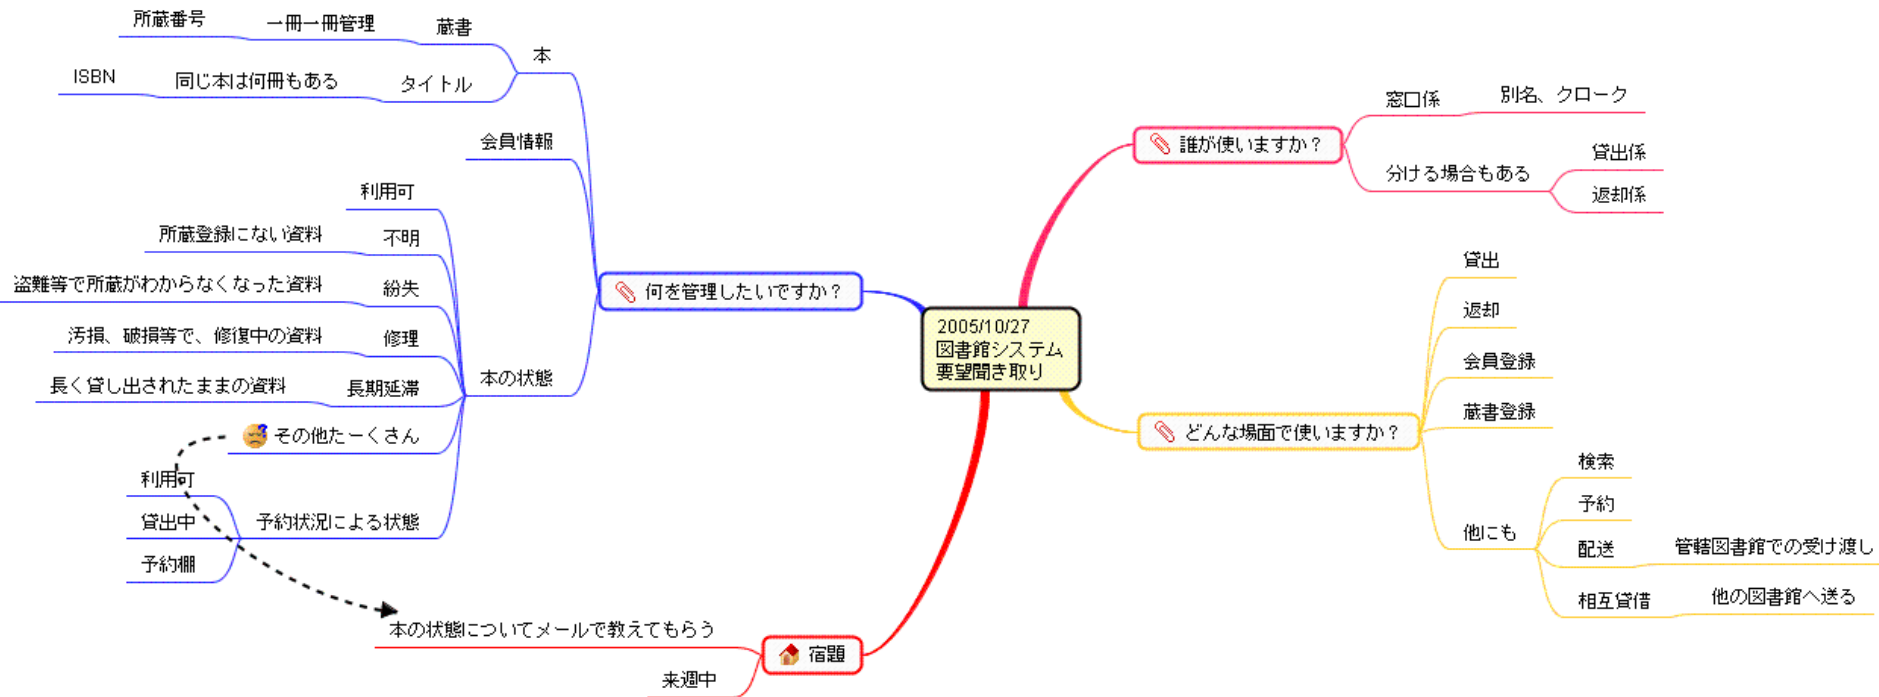 2005/10/27
図書館システム
要望聞き取り
誰が使いますか？
窓口係
別名、クローク
分ける場合もある
貸出係
返却係
どんな場面で使いますか？
貸出
返却
会員登録
蔵書登録
他にも
検索
予約
配送
管轄図書館での受け渡し
相互貸借
他の図書館へ送る
何を管理したいですか？
本
蔵書
一冊一冊管理
所蔵番号
タイトル
同じ本は何冊もある
ISBN
会員情報
本の状態
利用可
不明
所蔵登録にない資料
紛失
盗難等で所蔵がわからなくなった資料
修理
汚損、破損等で、修復中の資料
長期延滞
長く貸し出されたままの資料
その他たーくさん
予約状況による状態
利用可
貸出中
予約棚
宿題
本の状態についてメールで教えてもらう
来週中